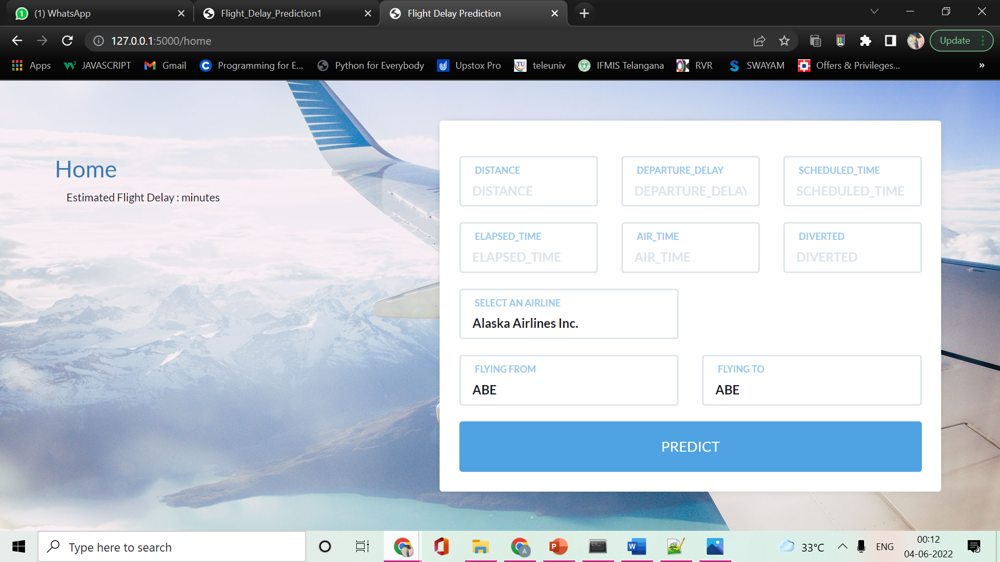 (1) WhatsApp
Flight_Delay_Prediction1
Flight Delay Prediction
127.0.0.1:5000/home
Update
Apps
JAVASCRIPT
Gmail
Programming for E...
Python for Everybody
Upstox Pro
teleuniv
IFMIS Telangana
RVR
SWAYAM
Offers & Privileges...
»
Home
Estimated Flight Delay : minutes
DISTANCE
DISTANCE
DEPARTURE_DELAY
DEPARTURE_DELAY
SCHEDULED_TIME
SCHEDULED_TIME
ELAPSED_TIME
ELAPSED_TIME
AIR_TIME
AIR_TIME
DIVERTED
DIVERTED
SELECT AN AIRLINE
Alaska Airlines Inc.
FLYING FROM
ABE
FLYING TO
ABE
PREDICT
Type here to search
33°C
ENG
00:12
04-06-2022